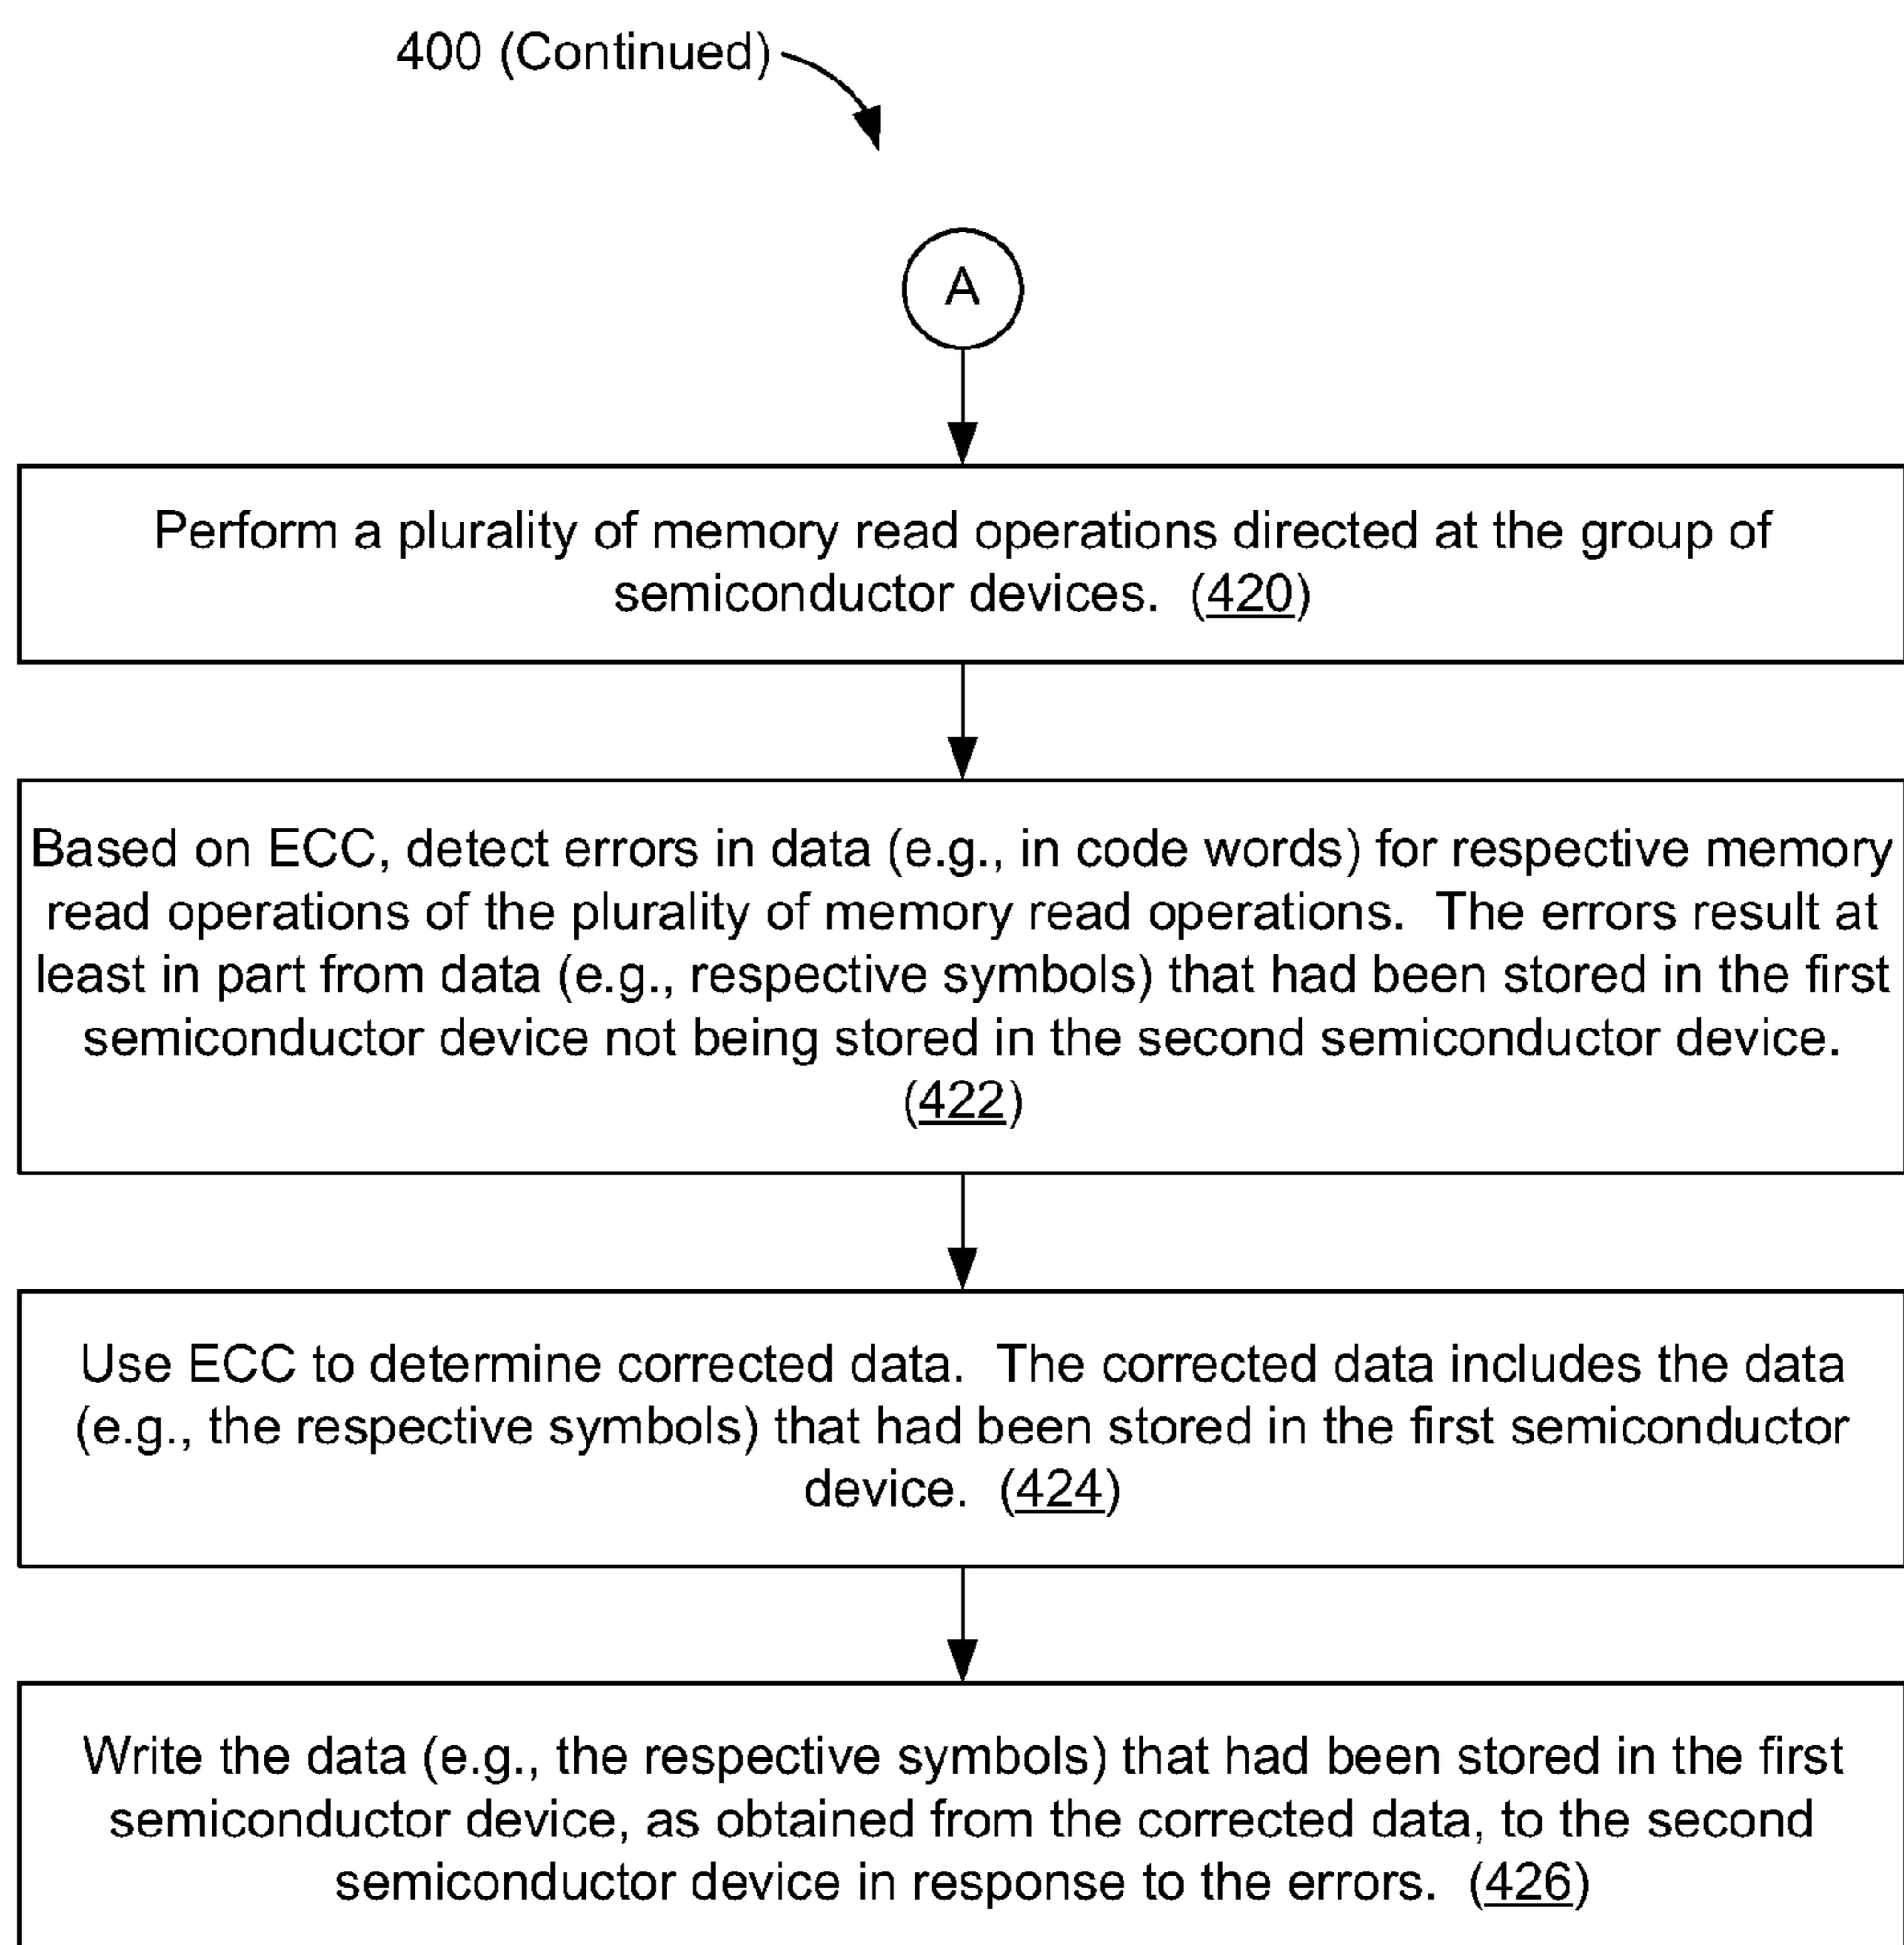 400 (Continued)
A
Perform a plurality of memory read operations directed at the group of
semiconductor devices.  (420)
Based on ECC, detect errors in data (e.g., in code words) for respective memory
read operations of the plurality of memory read operations.  The errors result at
least in part from data (e.g., respective symbols) that had been stored in the first
semiconductor device not being stored in the second semiconductor device.
(422)
Use ECC to determine corrected data.  The corrected data includes the data
(e.g., the respective symbols) that had been stored in the first semiconductor
device.  (424)
Write the data (e.g., the respective symbols) that had been stored in the first
semiconductor device, as obtained from the corrected data, to the second
semiconductor device in response to the errors.  (426)